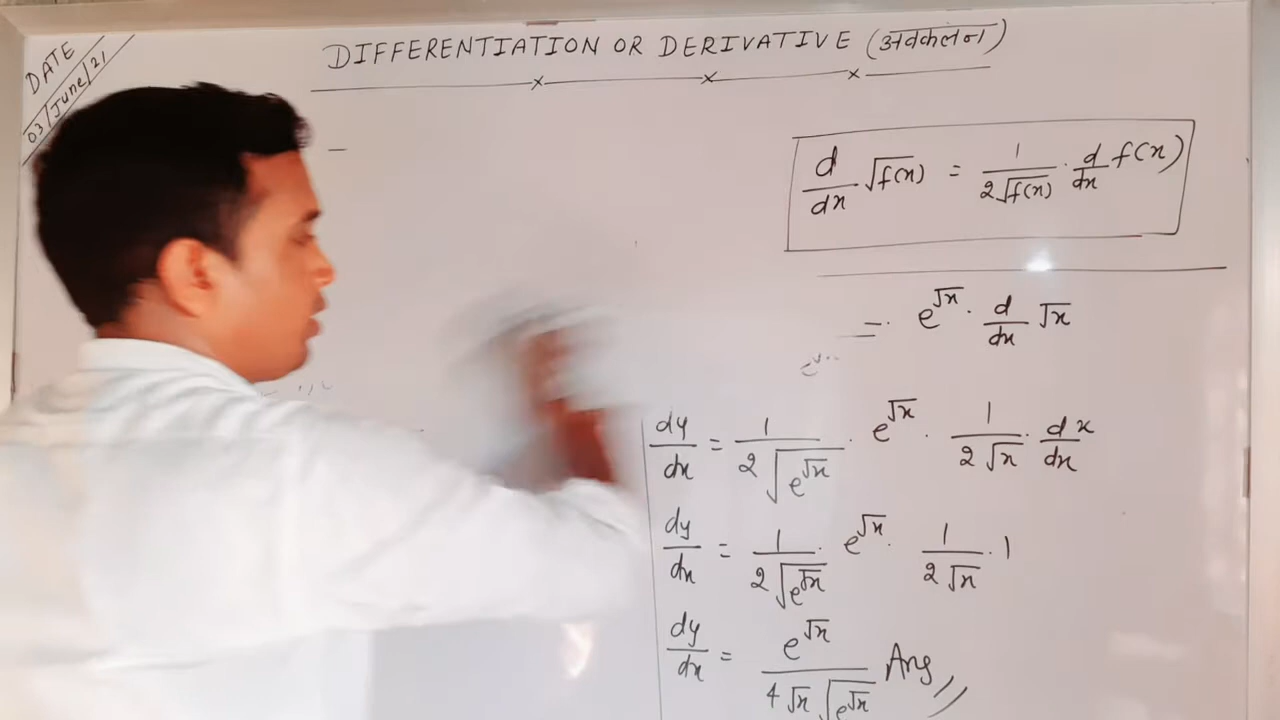 DATE
03/June/21
DIFFERENTIATION OR DERIVATIVE (अवकलन)
d/dx √f(x) = 1/2√f(x) · d/dx f(x)
= · e^√x · d/dx √x
dy/dx = 1/2√e^√x · e^√x · 1/2√x · d/dx x
dy/dx = 1/2√e^√x · e^√x · 1/2√x · 1
dy/dx = e^√x/4√x √e^√x Ans